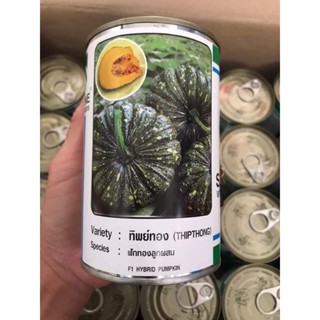 Variety : ทิพย์ทอง (THIPTHONG)
Species : ฟักทองลูกผสม
F1 HYBRID PUMPKIN